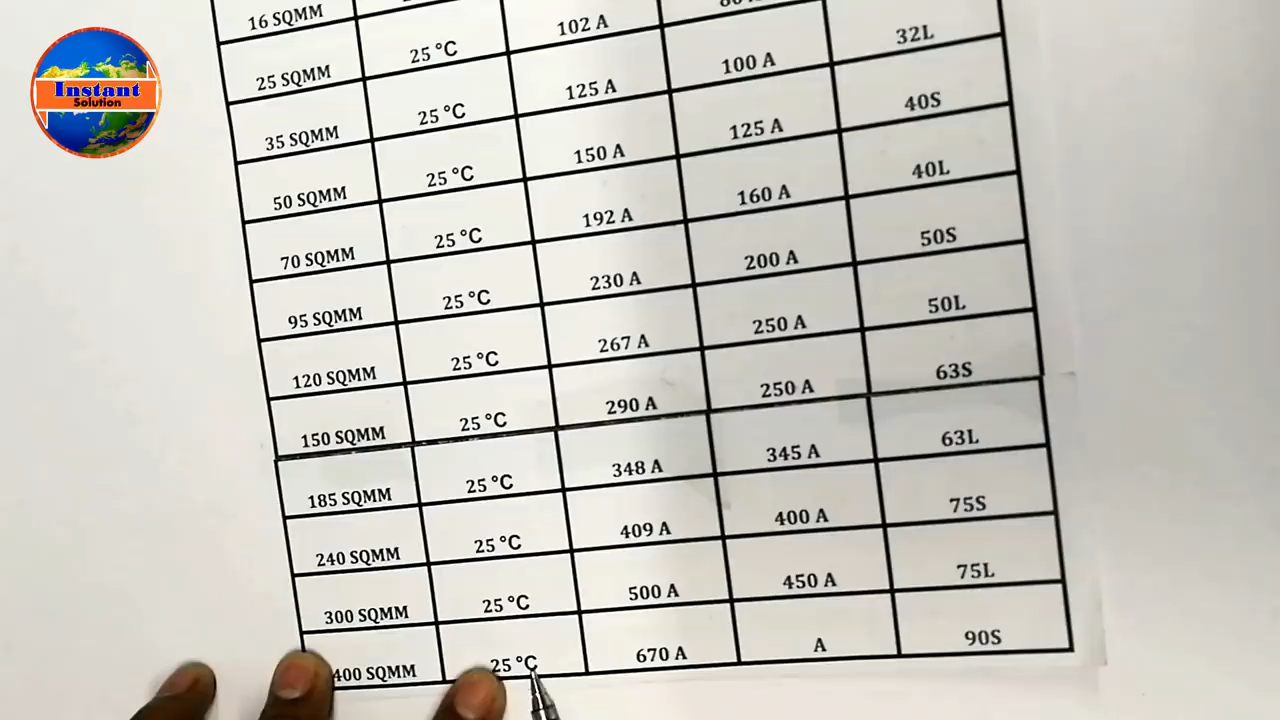 Instant
Solution
16 SQMM
25 SQMM 25 °C 102 A
35 SQMM 25 °C 125 A 100 A 32L
50 SQMM 25 °C 150 A 125 A 40S
70 SQMM 25 °C 192 A 160 A 40L
95 SQMM 25 °C 230 A 200 A 50S
120 SQMM 25 °C 267 A 250 A 50L
150 SQMM 25 °C 290 A 250 A 63S
185 SQMM 25 °C 348 A 345 A 63L
240 SQMM 25 °C 409 A 400 A 75S
300 SQMM 25 °C 500 A 450 A 75L
400 SQMM 25 °C 670 A A 90S